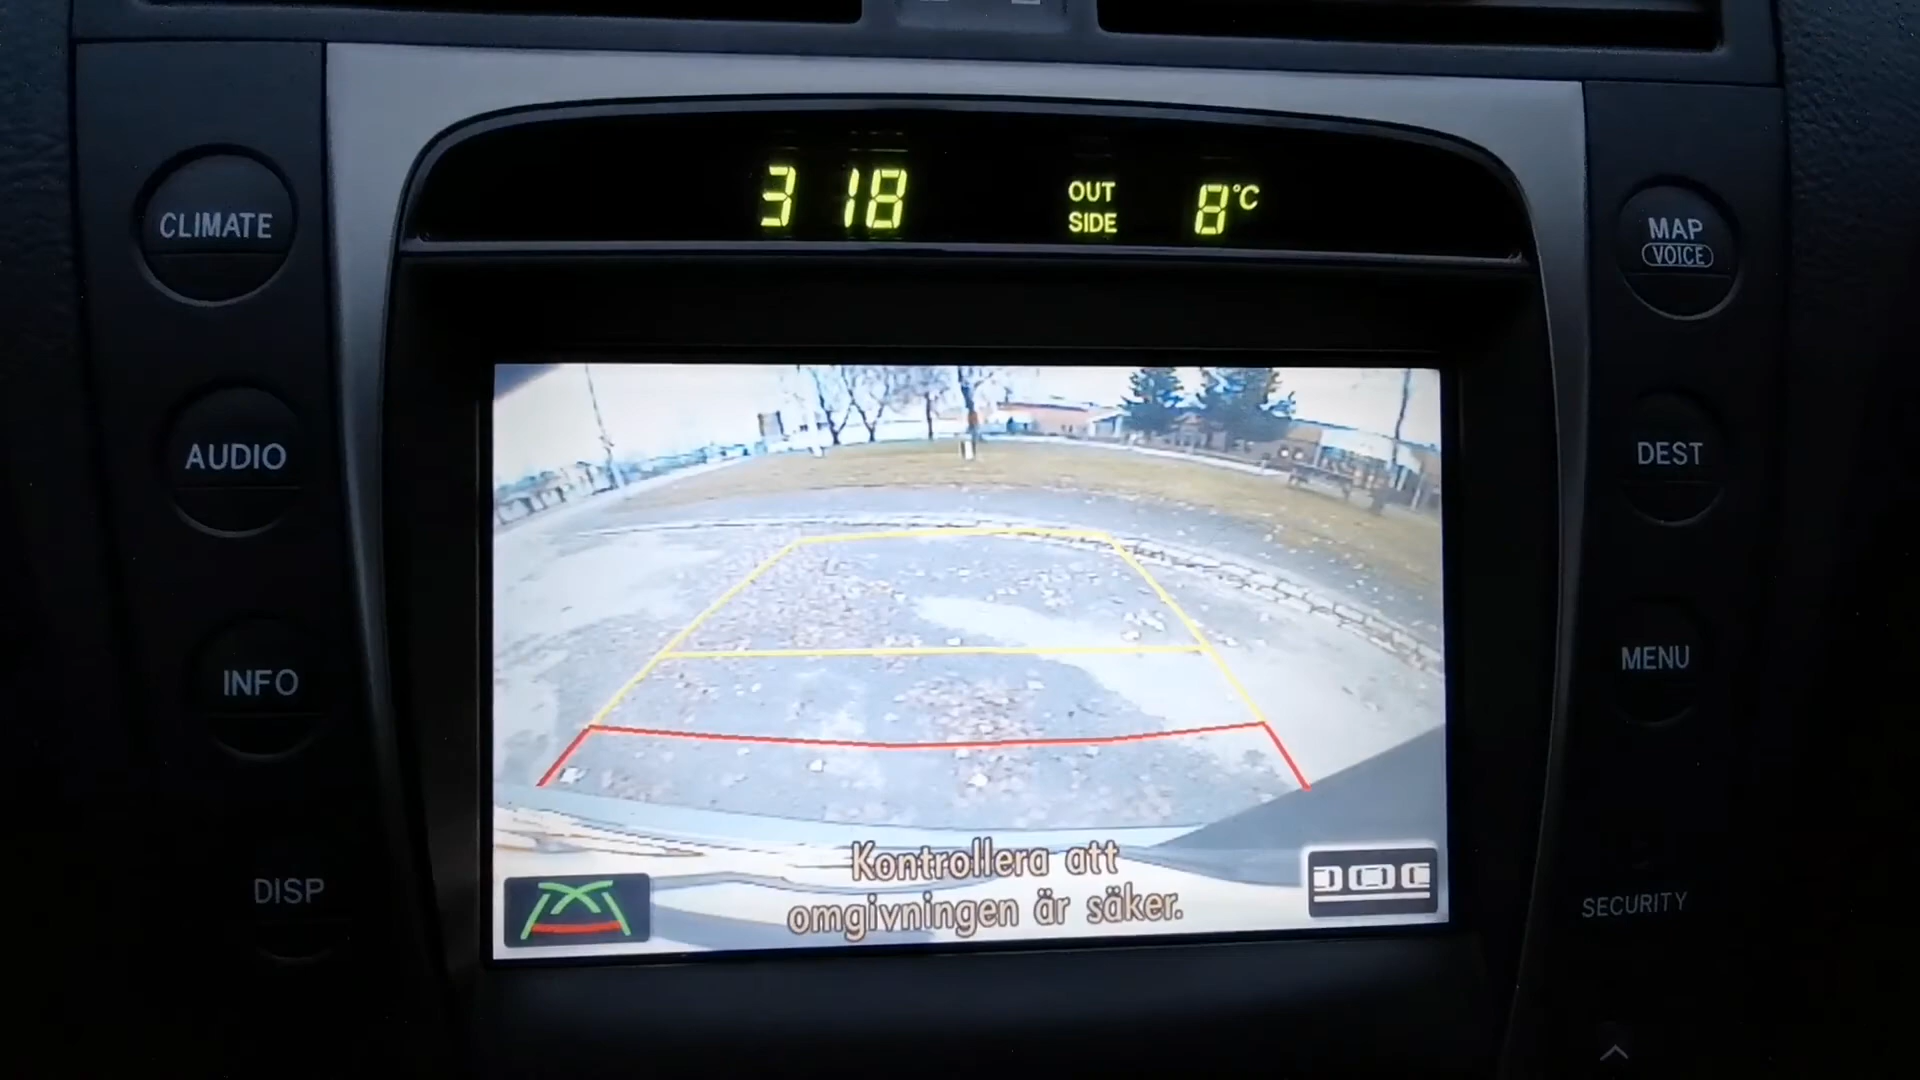 3 18
OUT
SIDE
8°C
CLIMATE
MAP
VOICE
AUDIO
DEST
INFO
MENU
DISP
SECURITY
Kontrollera att
omgivningen är säker.